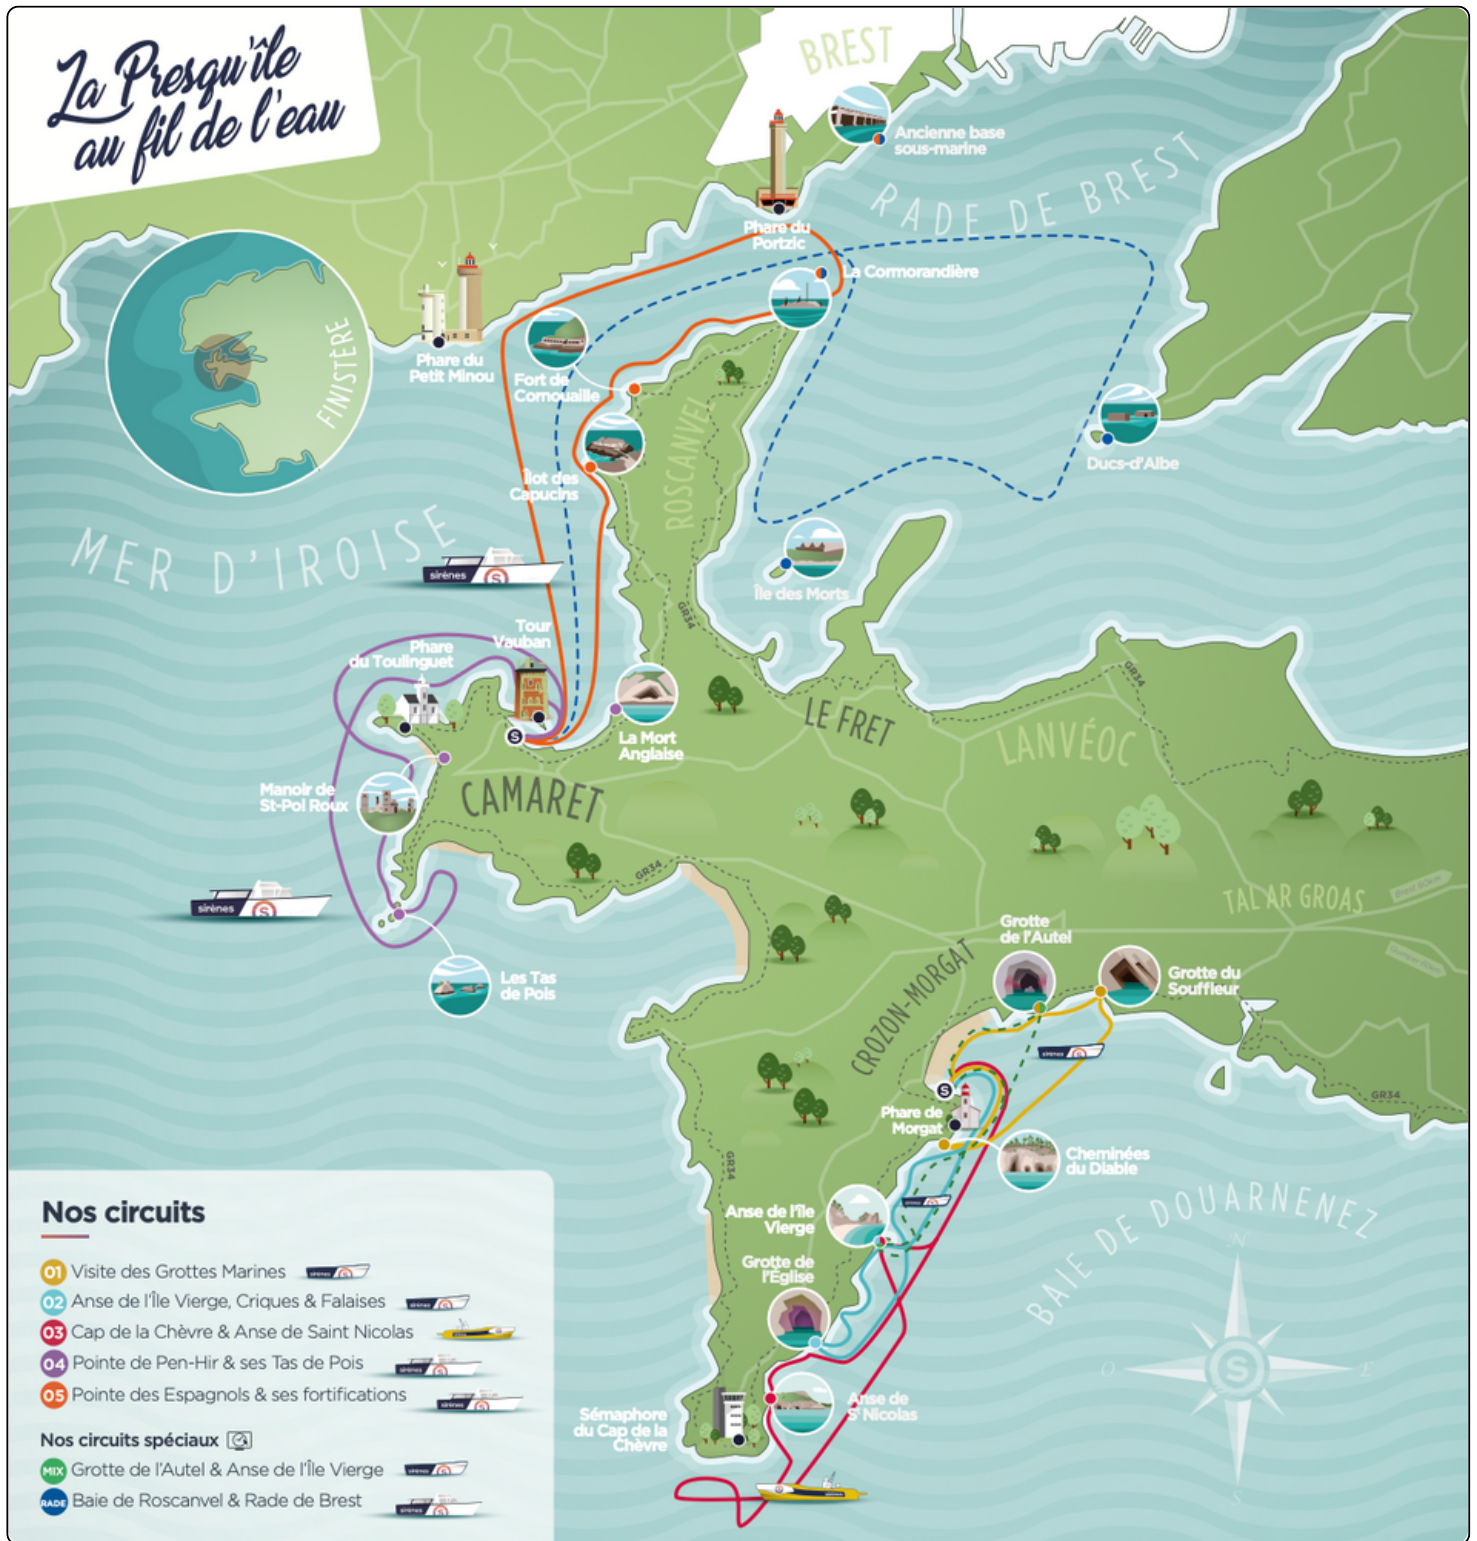 La Presqu'île
au fil de l'eau
BREST
Ancienne base
sous-marine
RADE DE BREST
Phare du
Portzic
La Cormorandière
FINISTÈRE
Phare du
Petit Minou
Fort de
Cornouaille
ROSCANVEL
Îlot des
Capucins
Ducs-d'Albe
MER D'IROISE
sirènes S
Île des Morts
GR34
Tour
Vauban
Phare
du Toulinguet
GR34
S
La Mort
Anglaise
LE FRET
LANVÉOC
Manoir de
St-Pol Roux
CAMARET
GR34
sirènes S
TAL AR GROAS
Grotte
de l'Autel
CROZON-MORGAT
Grotte du
Souffleur
Les Tas
de Pois
sirènes S
S
GR34
Phare de
Morgat
Cheminées
du Diable
GR34
sirènes S
Anse de l'île
Vierge
BAIE DE DOUARNENEZ
Grotte de
l'Église
N
O
S
E
S
Anse de
St Nicolas
Sémaphore
du Cap de la
Chèvre
Nos circuits
01 Visite des Grottes Marines sirènes S
02 Anse de l'Île Vierge, Criques & Falaises sirènes S
03 Cap de la Chèvre & Anse de Saint Nicolas
04 Pointe de Pen-Hir & ses Tas de Pois sirènes S
05 Pointe des Espagnols & ses fortifications sirènes S
Nos circuits spéciaux
MIX Grotte de l'Autel & Anse de l'Île Vierge sirènes S
RADE Baie de Roscanvel & Rade de Brest sirènes S